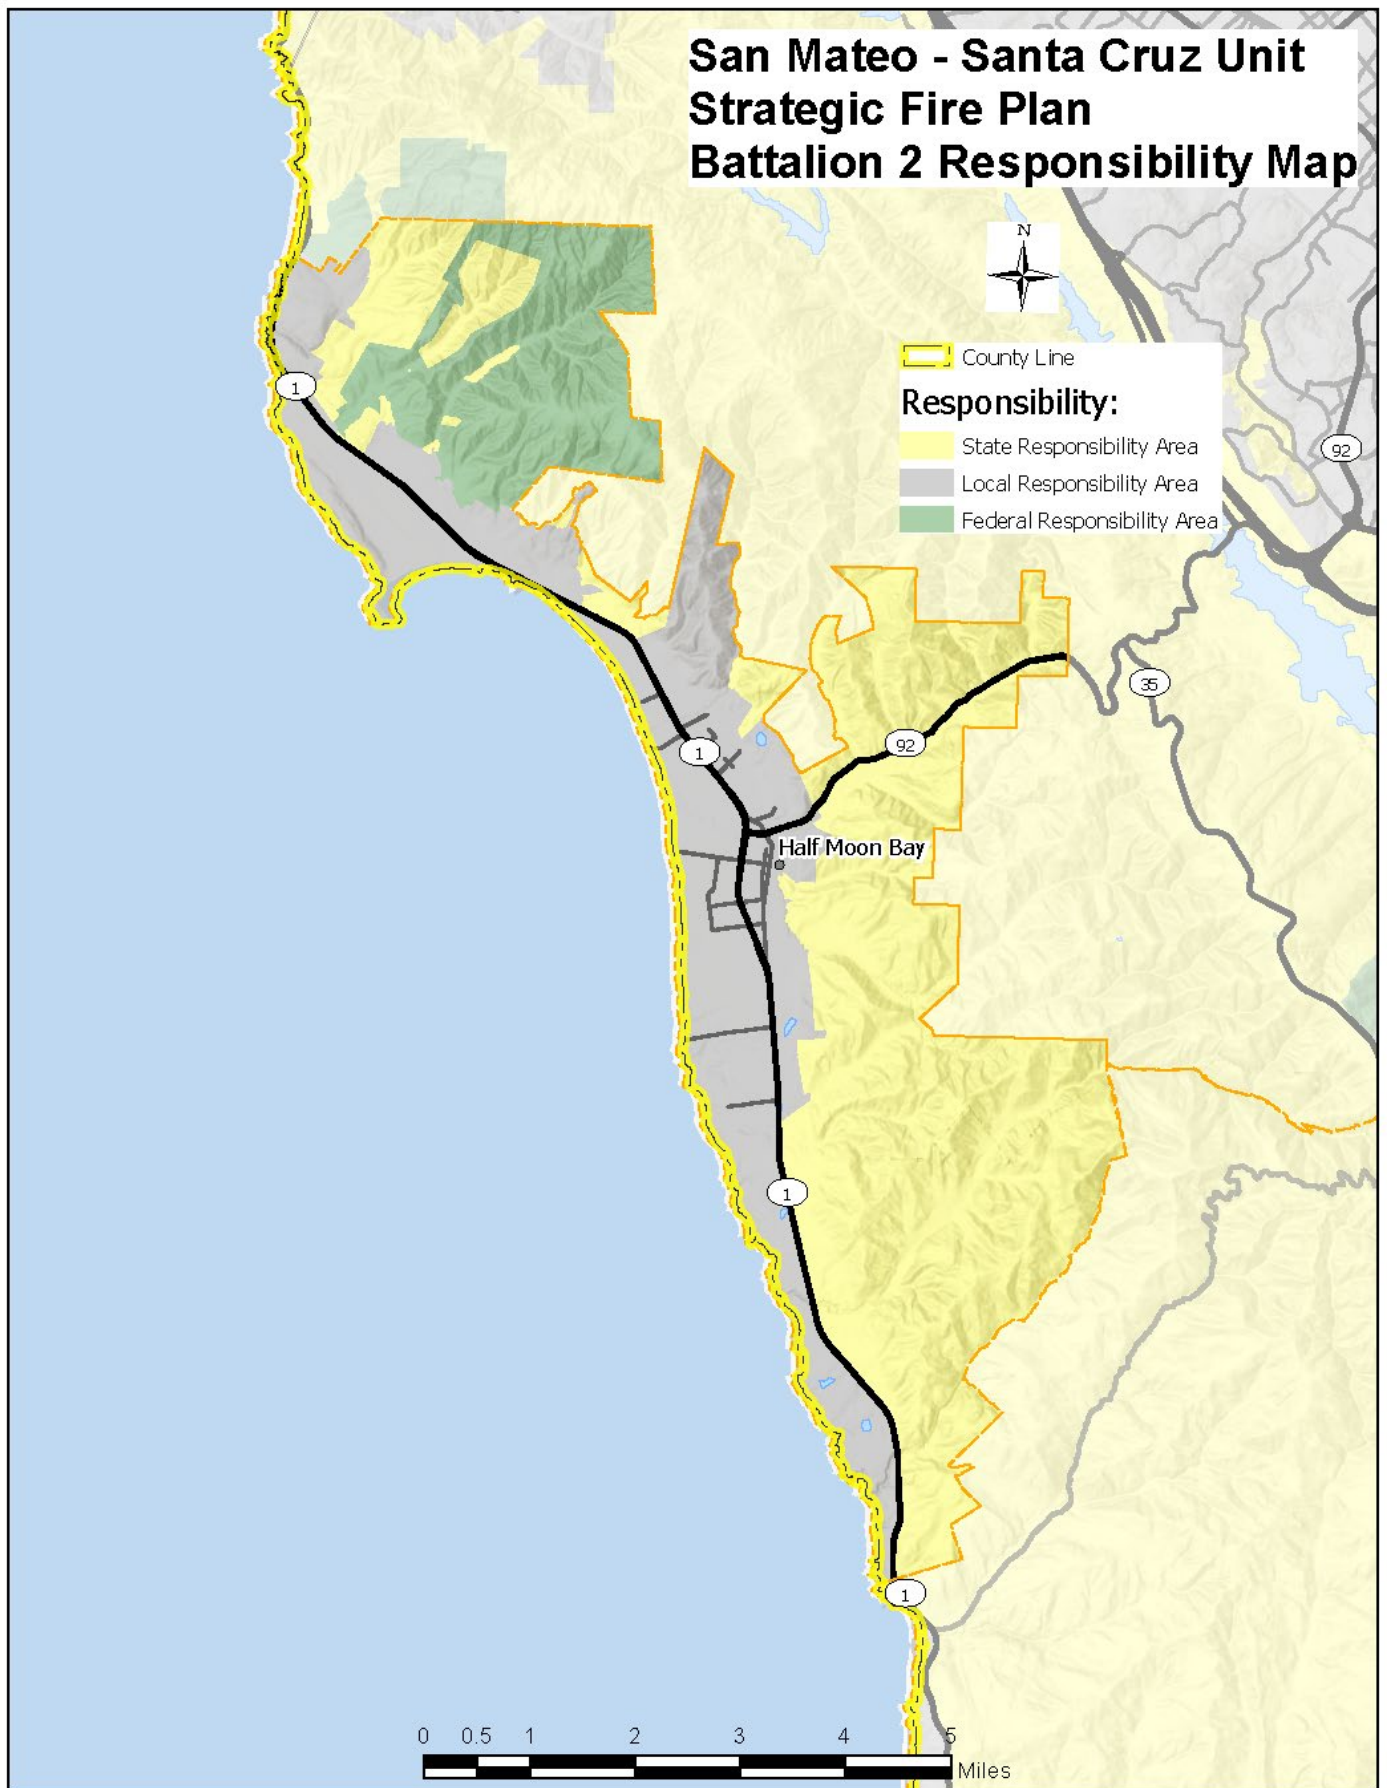 San Mateo - Santa Cruz Unit
Strategic Fire Plan
Battalion 2 Responsibility Map
N
County Line
Responsibility:
State Responsibility Area
Local Responsibility Area
Federal Responsibility Area
1
92
35
1
92
Half Moon Bay
1
1
0 0.5 1 2 3 4 5
Miles